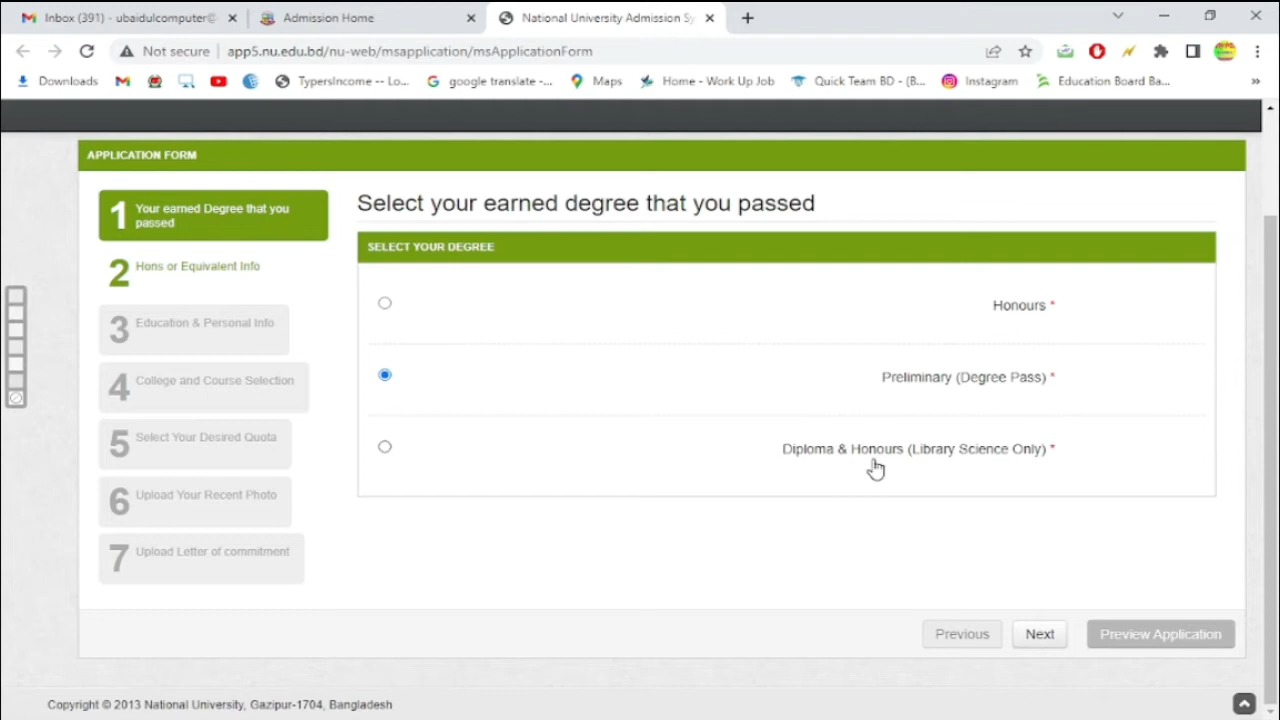 Inbox (391) - ubaidulcomputer@
Admission Home
National University Admission Sy
Not secure
app5.nu.edu.bd/nu-web/msapplication/msApplicationForm
Downloads
TypersIncome -- Lo...
google translate -...
Maps
Home - Work Up Job
Quick Team BD - (B...
Instagram
Education Board Ba...
»
APPLICATION FORM
1 Your earned Degree that you
passed
2 Hons or Equivalent Info
3 Education & Personal Info
4 College and Course Selection
5 Select Your Desired Quota
6 Upload Your Recent Photo
7 Upload Letter of commitment
Select your earned degree that you passed
SELECT YOUR DEGREE
Honours *
Preliminary (Degree Pass) *
Diploma & Honours (Library Science Only) *
Previous
Next
Preview Application
Copyright © 2013 National University, Gazipur-1704, Bangladesh